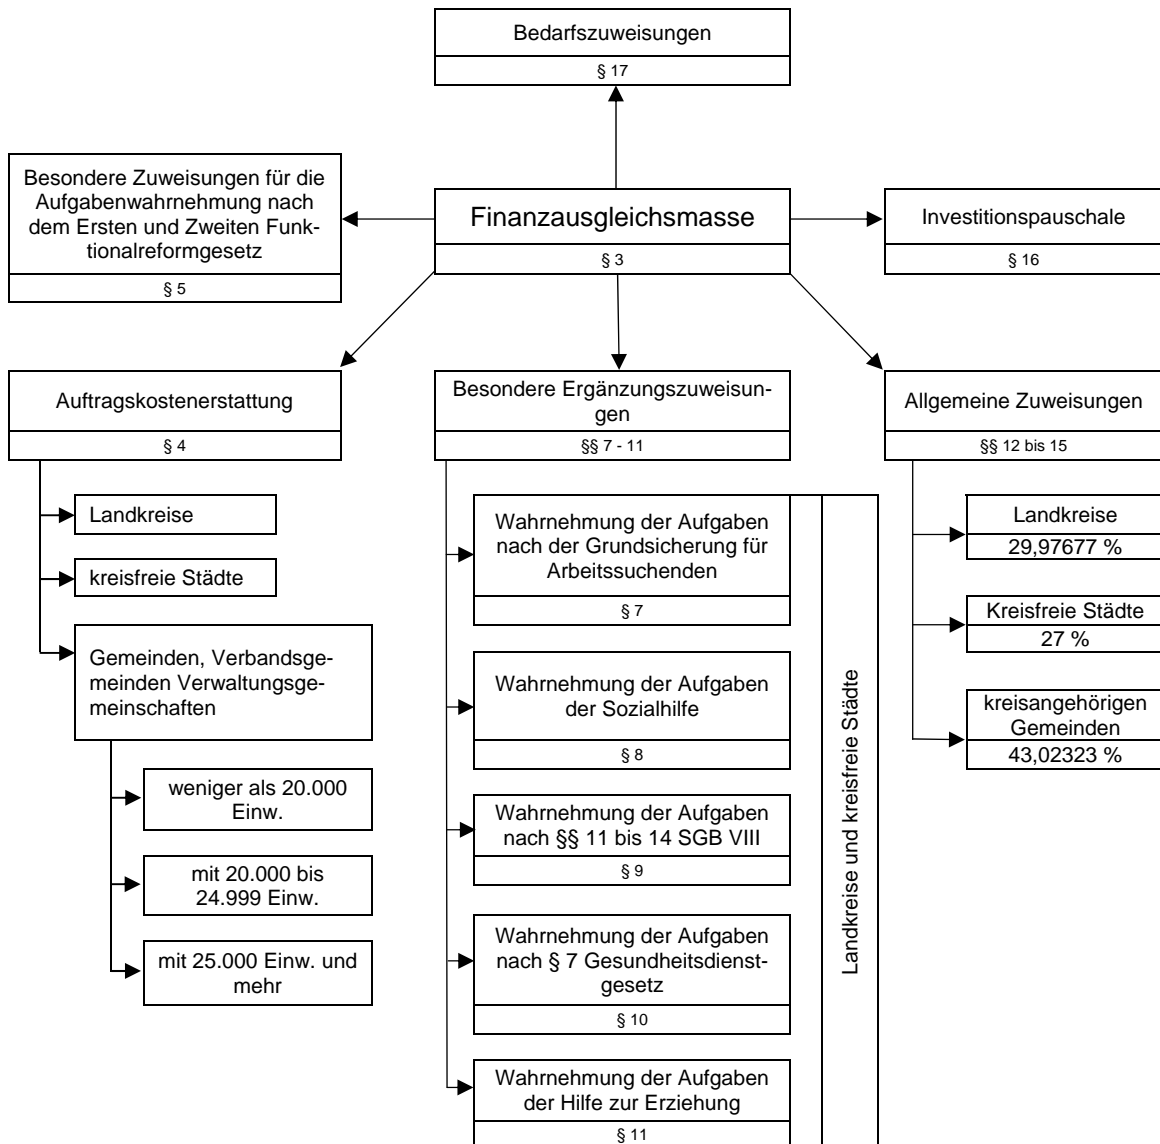 Bedarfszuweisungen
§ 17
Besondere Zuweisungen für die
Aufgabenwahrnehmung nach
dem Ersten und Zweiten Funk-
tionalreformgesetz
§ 5
Finanzausgleichsmasse
§ 3
Investitionspauschale
§ 16
Auftragskostenerstattung
§ 4
Besondere Ergänzungszuweisun-
gen
§§ 7 - 11
Allgemeine Zuweisungen
§§ 12 bis 15
Landkreise
kreisfreie Städte
Gemeinden, Verbandsge-
meinden Verwaltungsge-
meinschaften
weniger als 20.000
Einw.
mit 20.000 bis
24.999 Einw.
mit 25.000 Einw. und
mehr
Wahrnehmung der Aufgaben
nach der Grundsicherung für
Arbeitssuchenden
§ 7
Wahrnehmung der Aufgaben
der Sozialhilfe
§ 8
Wahrnehmung der Aufgaben
nach §§ 11 bis 14 SGB VIII
§ 9
Wahrnehmung der Aufgaben
nach § 7 Gesundheitsdienst-
gesetz
§ 10
Wahrnehmung der Aufgaben
der Hilfe zur Erziehung
§ 11
Landkreise und kreisfreie Städte
Landkreise
29,97677 %
Kreisfreie Städte
27 %
kreisangehörigen
Gemeinden
43,02323 %